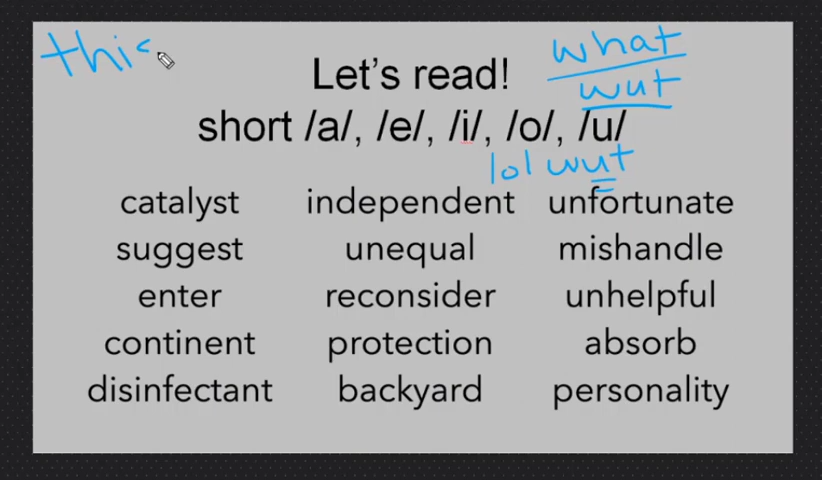 what
Let's read!
wut
short /a/, /e/, /i/, /o/, /u/
lol wut
catalyst independent unfortunate
suggest unequal mishandle
enter reconsider unhelpful
continent protection absorb
disinfectant backyard personality